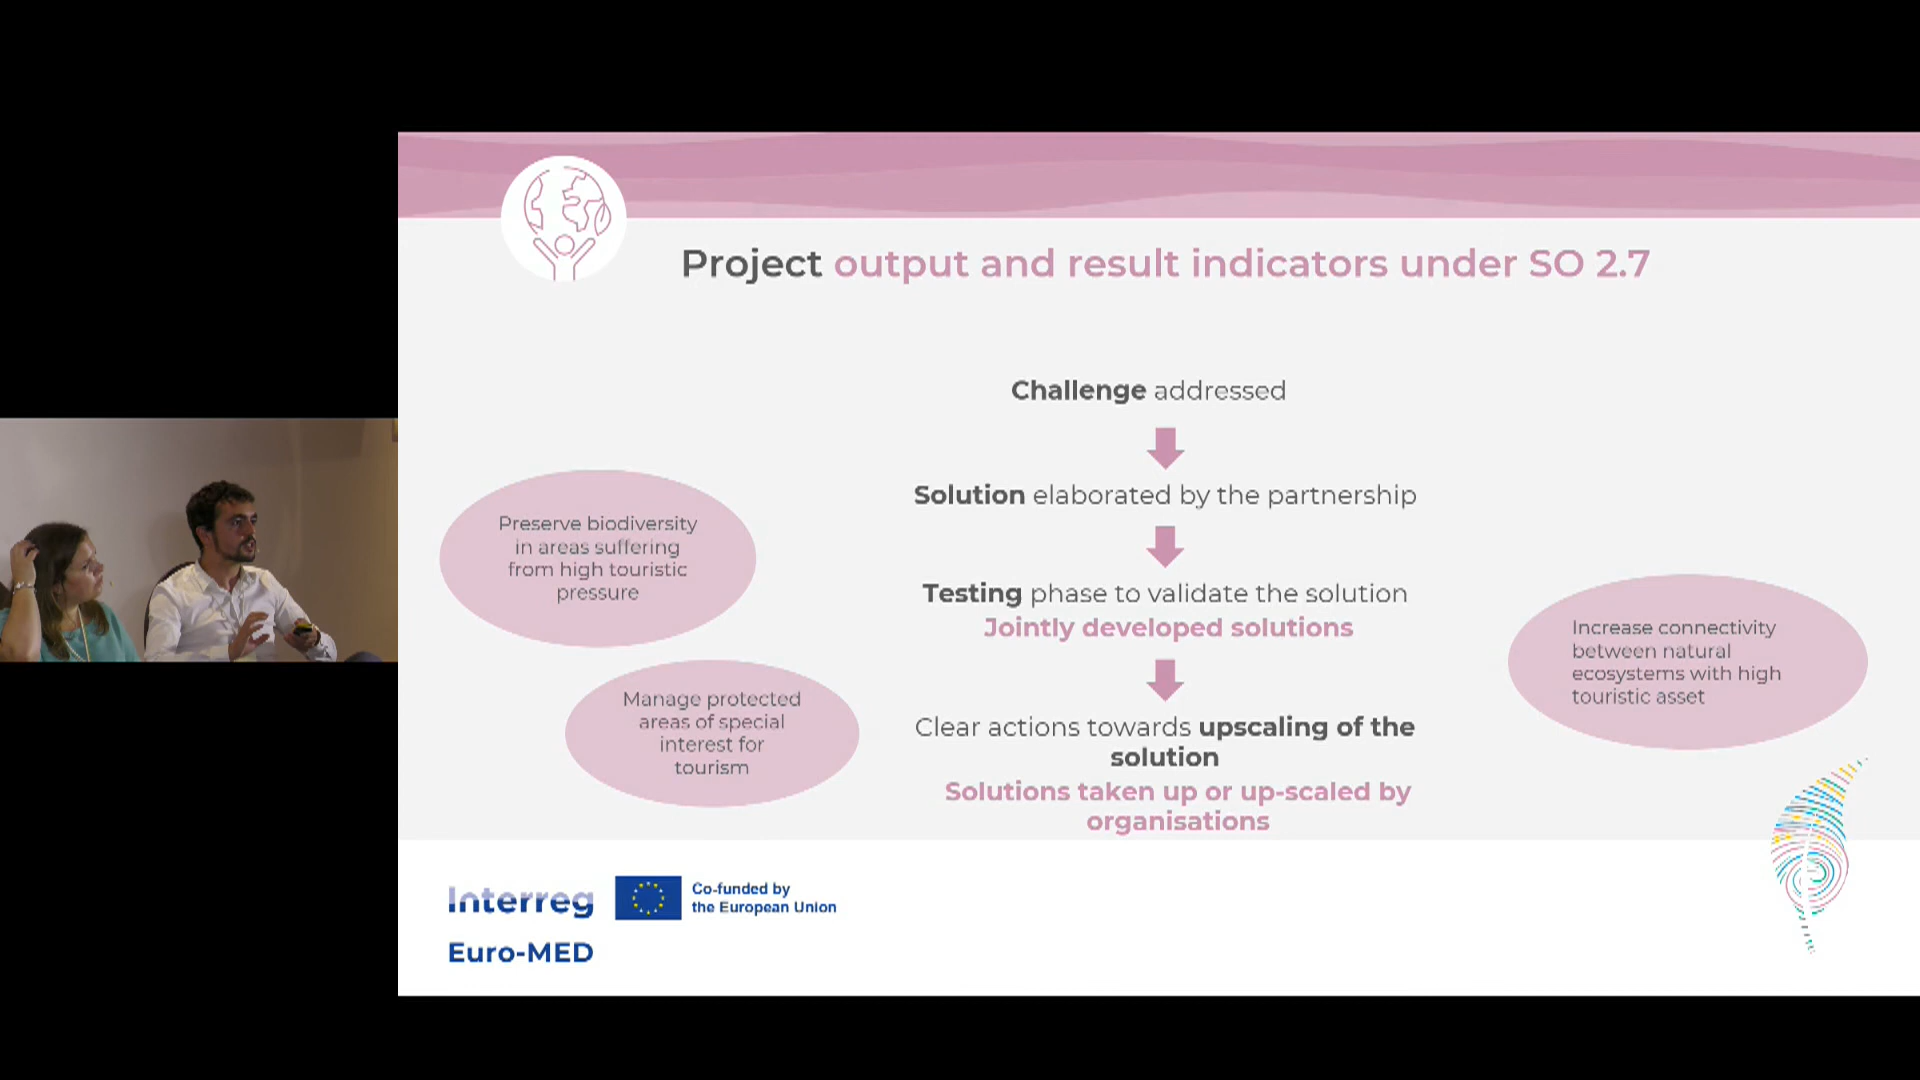 Project output and result indicators under SO 2.7
Challenge addressed
Solution elaborated by the partnership
Testing phase to validate the solution
Jointly developed solutions
Clear actions towards upscaling of the
solution
Solutions taken up or up-scaled by
organisations
Preserve biodiversity
in areas suffering
from high touristic
pressure
Manage protected
areas of special
interest for
tourism
Increase connectivity
between natural
ecosystems with high
touristic asset
Interreg
Co-funded by
the European Union
Euro-MED